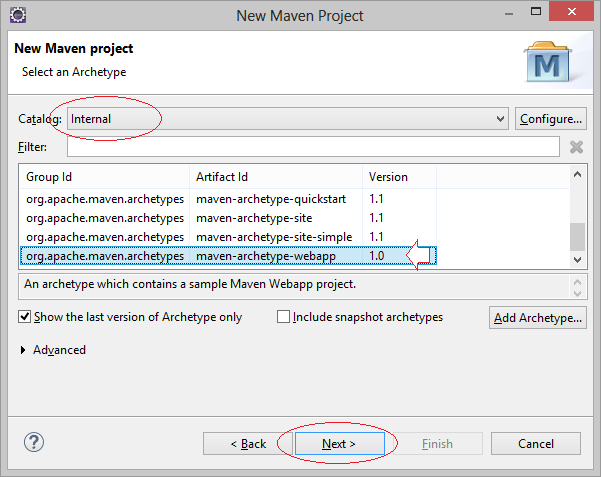 New Maven Project
New Maven project
Select an Archetype
M
Catalog: Internal Configure...
Filter:
Group Id Artifact Id Version
org.apache.maven.archetypes maven-archetype-quickstart 1.1
org.apache.maven.archetypes maven-archetype-site 1.1
org.apache.maven.archetypes maven-archetype-site-simple 1.1
org.apache.maven.archetypes maven-archetype-webapp 1.0
An archetype which contains a sample Maven Webapp project.
Show the last version of Archetype only Include snapshot archetypes Add Archetype...
Advanced
? < Back Next > Finish Cancel